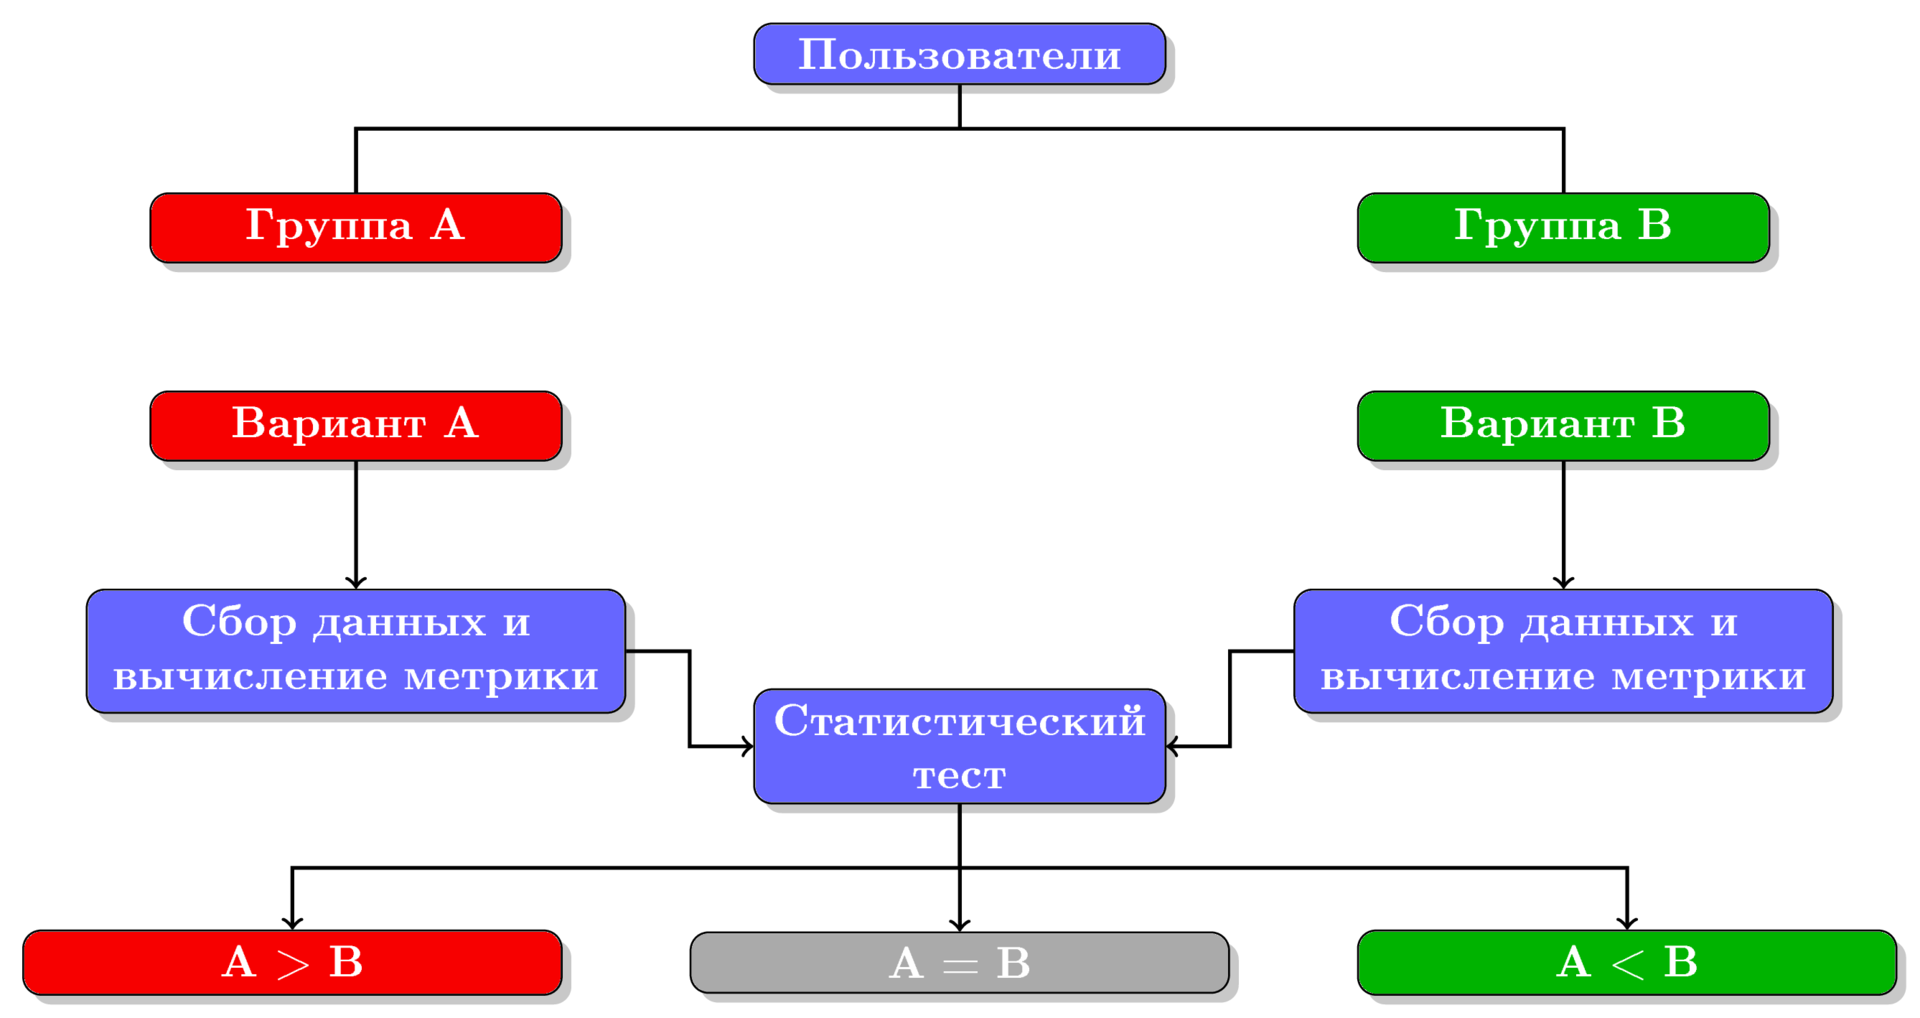 Пользователи
Группа A
Группа B
Вариант A
Вариант B
Сбор данных и
вычисление метрики
Сбор данных и
вычисление метрики
Статистический
тест
A > B
A = B
A < B